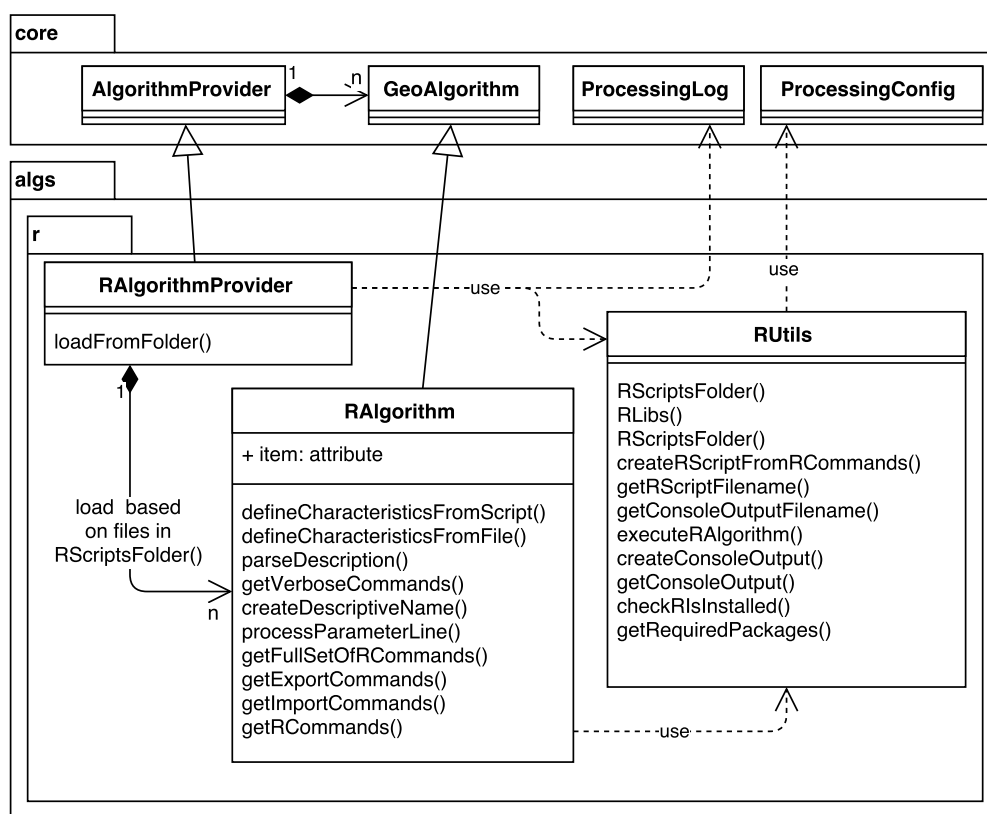 core
AlgorithmProvider
1
n
GeoAlgorithm
ProcessingLog
ProcessingConfig
algs
r
RAlgorithmProvider
loadFromFolder()
use
use
1
load based
on files in
RScriptsFolder()
n
RAlgorithm
+ item: attribute
defineCharacteristicsFromScript()
defineCharacteristicsFromFile()
parseDescription()
getVerboseCommands()
createDescriptiveName()
processParameterLine()
getFullSetOfRCommands()
getExportCommands()
getImportCommands()
getRCommands()
RUtils
RScriptsFolder()
RLibs()
RScriptsFolder()
createRScriptFromRCommands()
getRScriptFilename()
getConsoleOutputFilename()
executeRAlgorithm()
createConsoleOutput()
getConsoleOutput()
checkRIsInstalled()
getRequiredPackages()
use